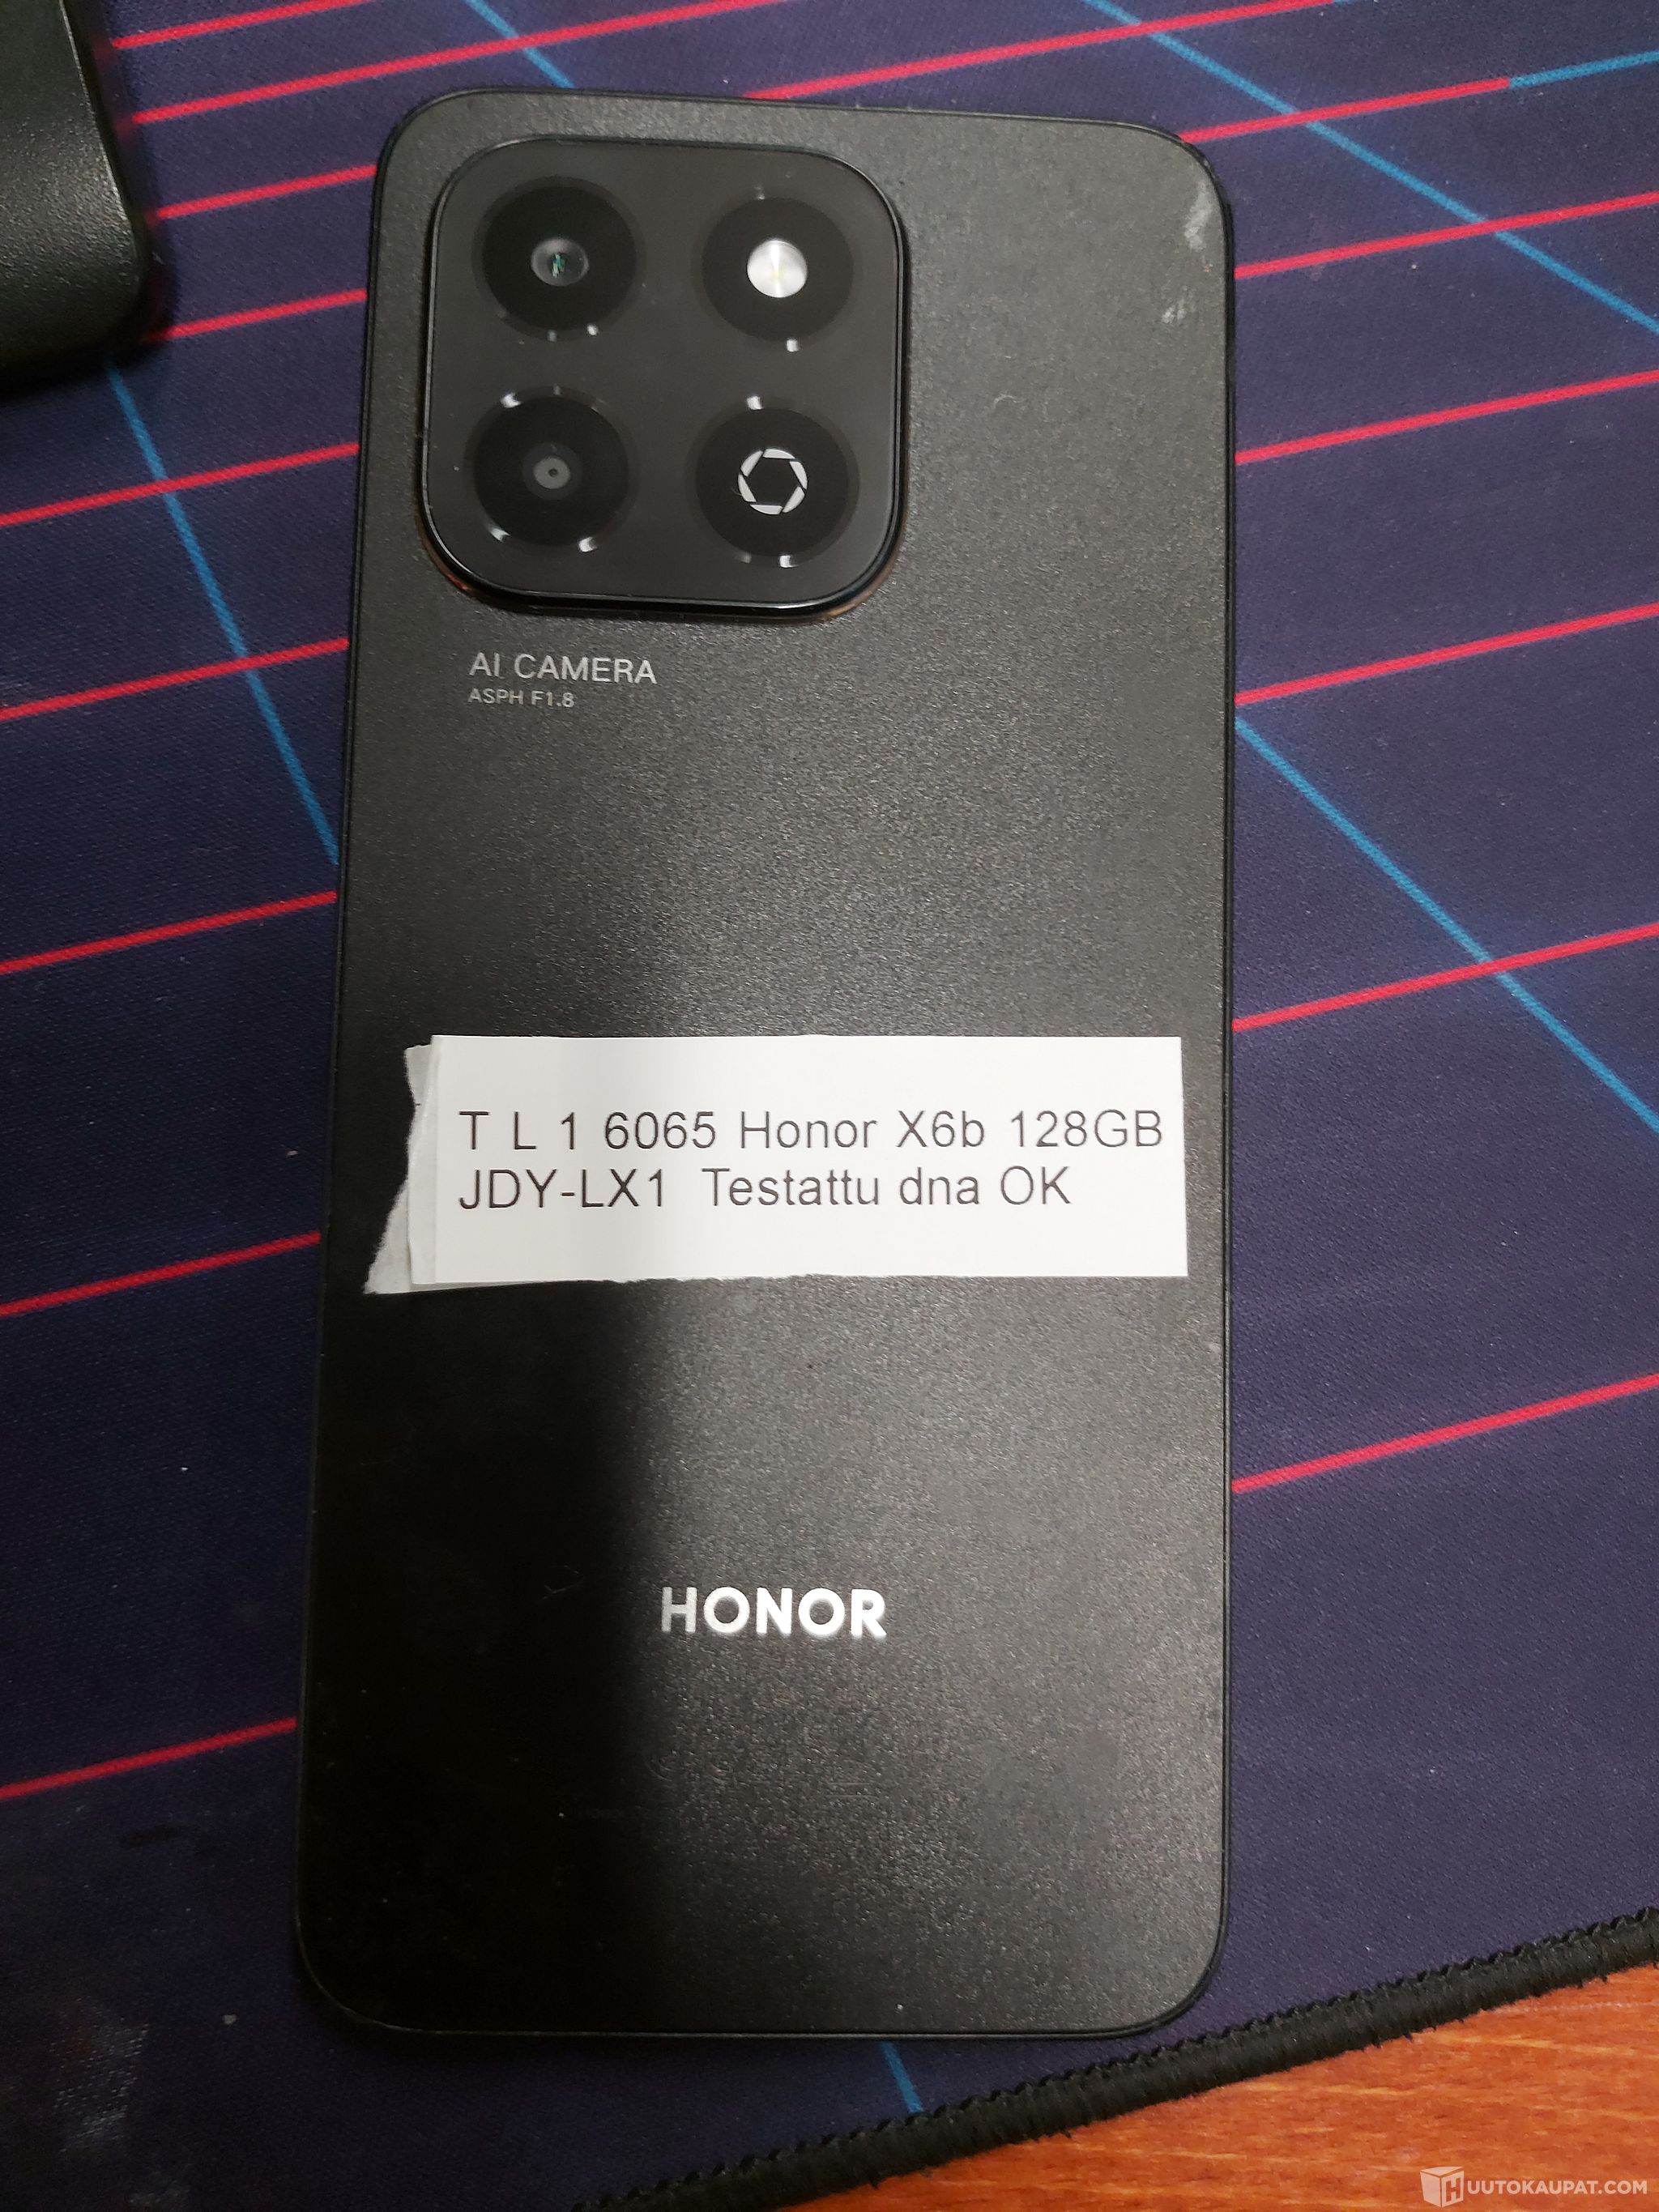 AI CAMERA
ASPH F1.8
T L 1 6065 Honor X6b 128GB
JDY-LX1 Testattu dna OK
HONOR
HUUTOKAUPAT.COM